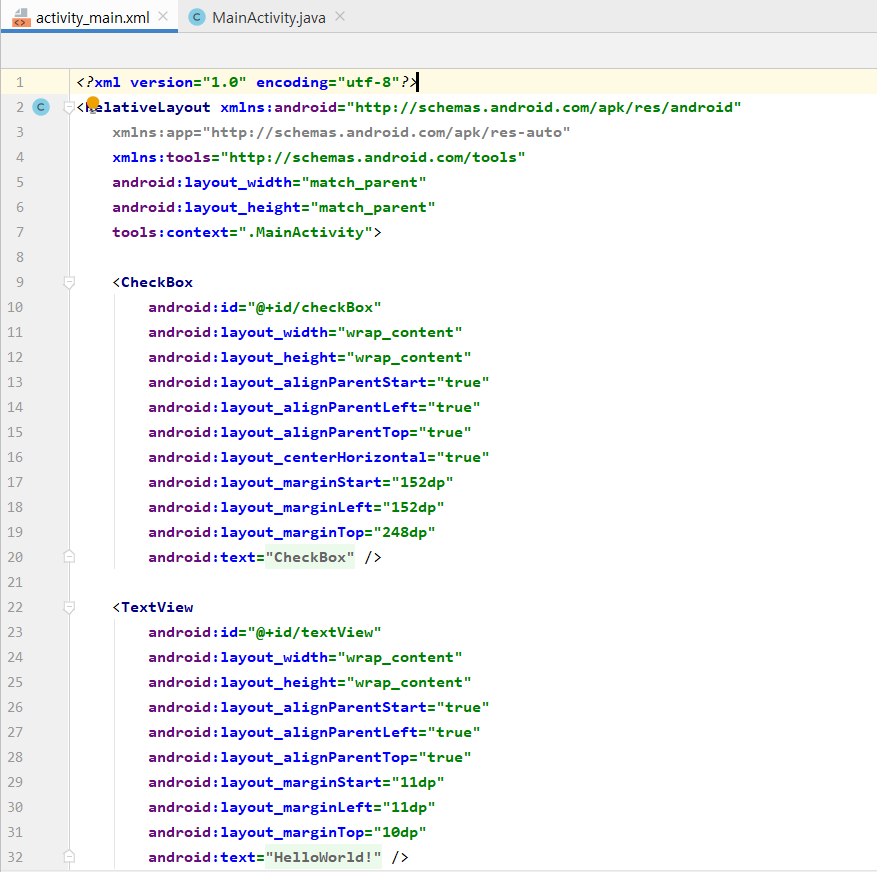 activity_main.xml MainActivity.java
1 <?xml version="1.0" encoding="utf-8"?>
2 <RelativeLayout xmlns:android="http://schemas.android.com/apk/res/android"
3 xmlns:app="http://schemas.android.com/apk/res-auto"
4 xmlns:tools="http://schemas.android.com/tools"
5 android:layout_width="match_parent"
6 android:layout_height="match_parent"
7 tools:context=".MainActivity">
8
9 <CheckBox
10 android:id="@+id/checkBox"
11 android:layout_width="wrap_content"
12 android:layout_height="wrap_content"
13 android:layout_alignParentStart="true"
14 android:layout_alignParentLeft="true"
15 android:layout_alignParentTop="true"
16 android:layout_centerHorizontal="true"
17 android:layout_marginStart="152dp"
18 android:layout_marginLeft="152dp"
19 android:layout_marginTop="248dp"
20 android:text="CheckBox" />
21
22 <TextView
23 android:id="@+id/textView"
24 android:layout_width="wrap_content"
25 android:layout_height="wrap_content"
26 android:layout_alignParentStart="true"
27 android:layout_alignParentLeft="true"
28 android:layout_alignParentTop="true"
29 android:layout_marginStart="11dp"
30 android:layout_marginLeft="11dp"
31 android:layout_marginTop="10dp"
32 android:text="HelloWorld!" />